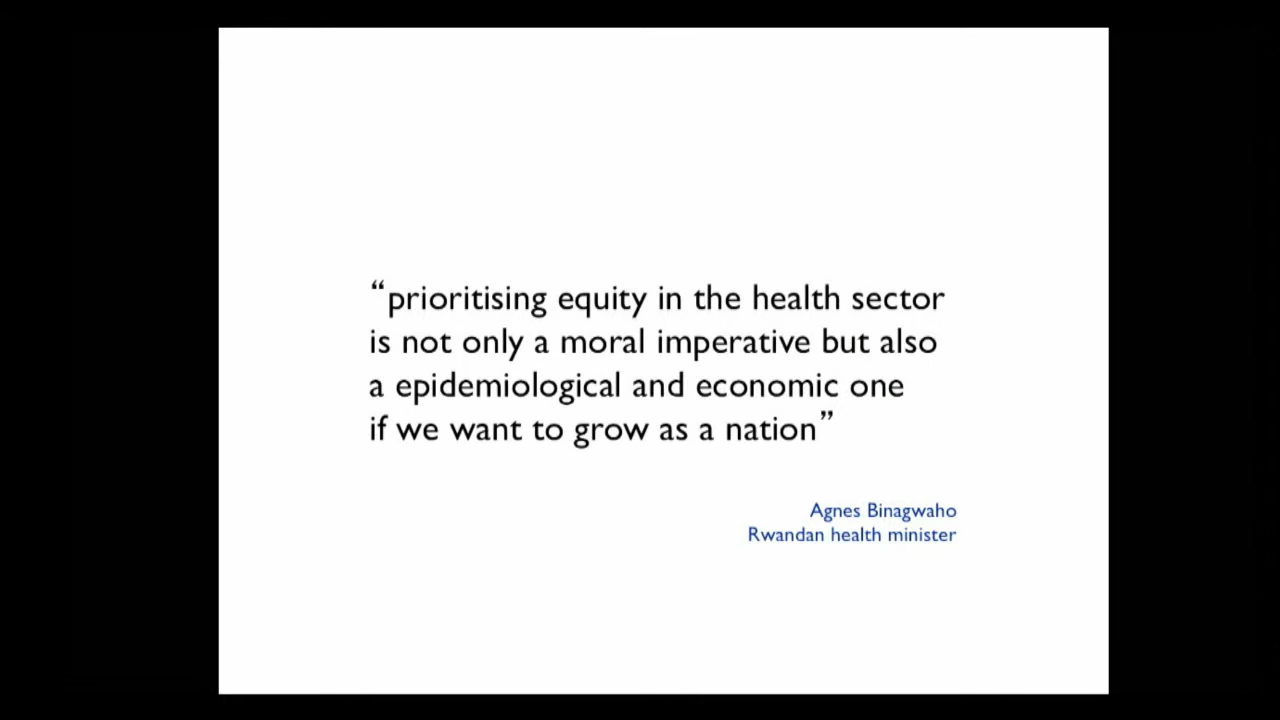 “prioritising equity in the health sector
is not only a moral imperative but also
a epidemiological and economic one
if we want to grow as a nation”
Agnes Binagwaho
Rwandan health minister